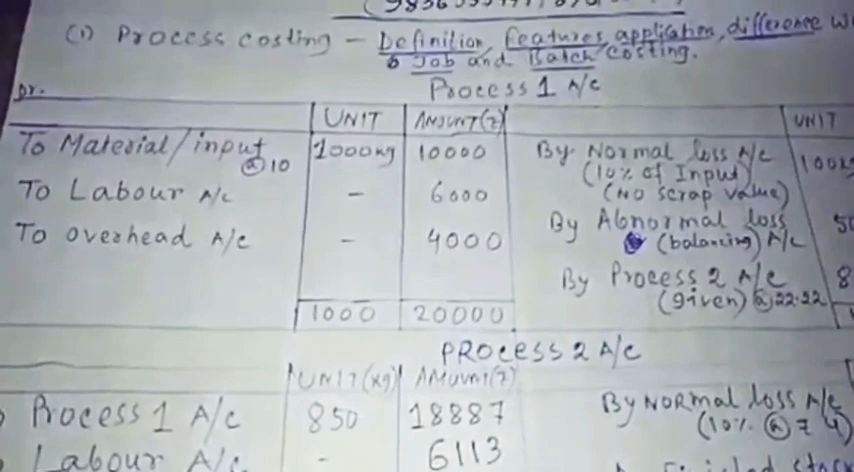 (1) Process costing - Definition, features, application, difference
Job and Batch costing.
Process 1 A/c
Dr.
UNIT AMOUNT(₹) UNIT
To Material/input 1000kg 10000 By Normal loss A/c
@ 10 (10% of Input)
(No scrap value)
To Labour A/c - 6000 By Abnormal loss
(balancing) A/c
To overhead A/c - 4000
By Process 2 A/c
(given) @ 22.22
1000 20000
PROCESS 2 A/c
UNIT(kg) AMOUNT(₹)
Process 1 A/c 850 18887 By NORMAL loss A/c
(10% @ ₹ 4)
Labour A/c - 6113